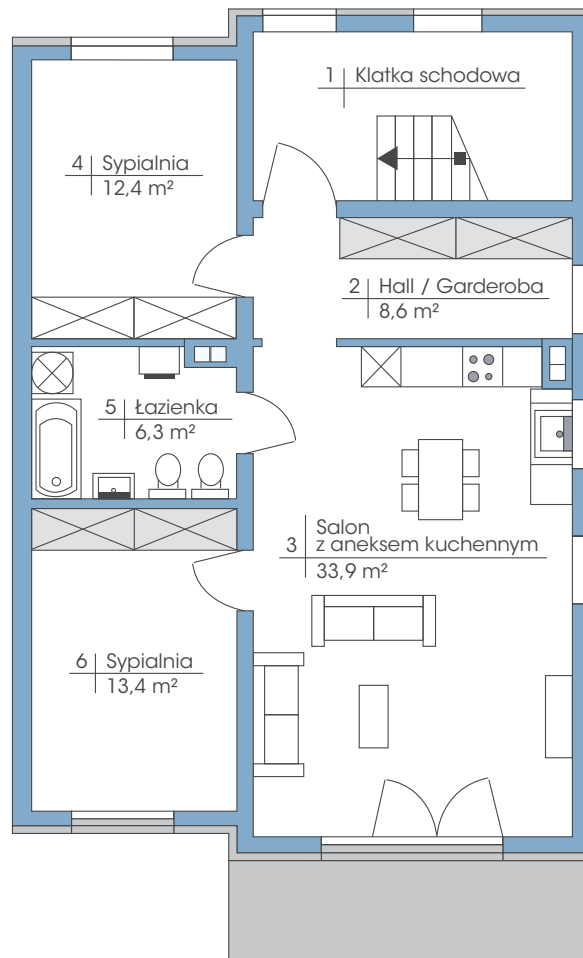 1 Klatka schodowa
4 Sypialnia
12,4 m²
2 Hall / Garderoba
8,6 m²
5 Łazienka
6,3 m²
3 Salon
z aneksem kuchennym
33,9 m²
6 Sypialnia
13,4 m²